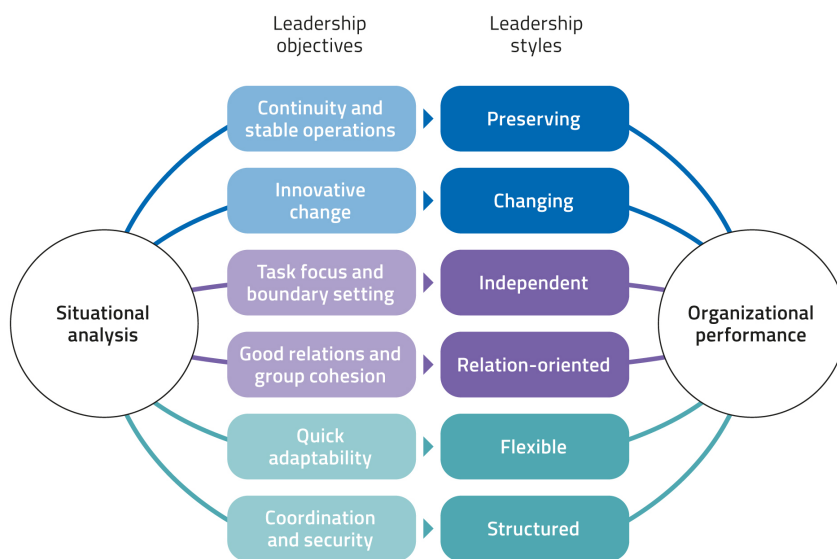 Leadership
objectives
Leadership
styles
Continuity and
stable operations
Preserving
Innovative
change
Changing
Task focus and
boundary setting
Independent
Situational
analysis
Organizational
performance
Good relations and
group cohesion
Relation-oriented
Quick
adaptability
Flexible
Coordination
and security
Structured